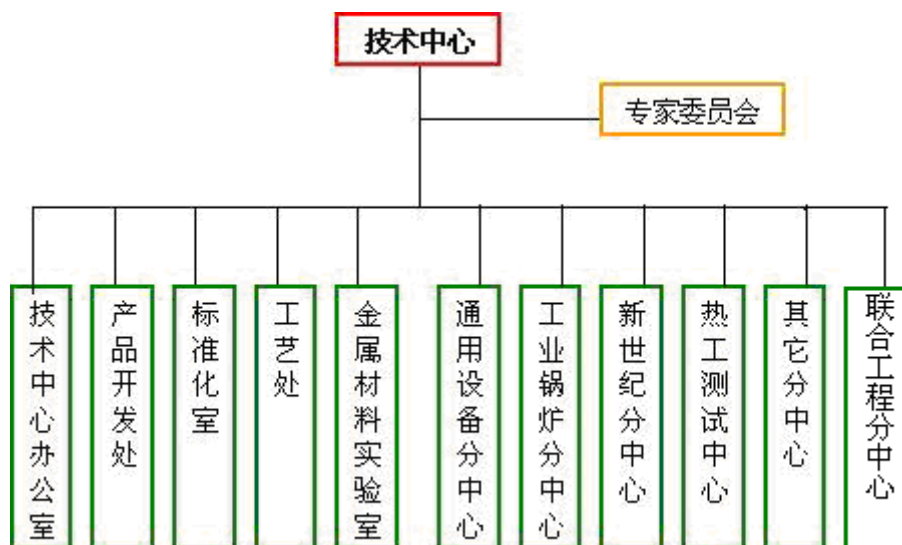 技术中心
专家委员会
技术中心办公室
产品开发处
标准化室
工艺处
金属材料实验室
通用设备分中心
工业锅炉分中心
新世纪分中心
热工测试中心
其它分中心
联合工程分中心